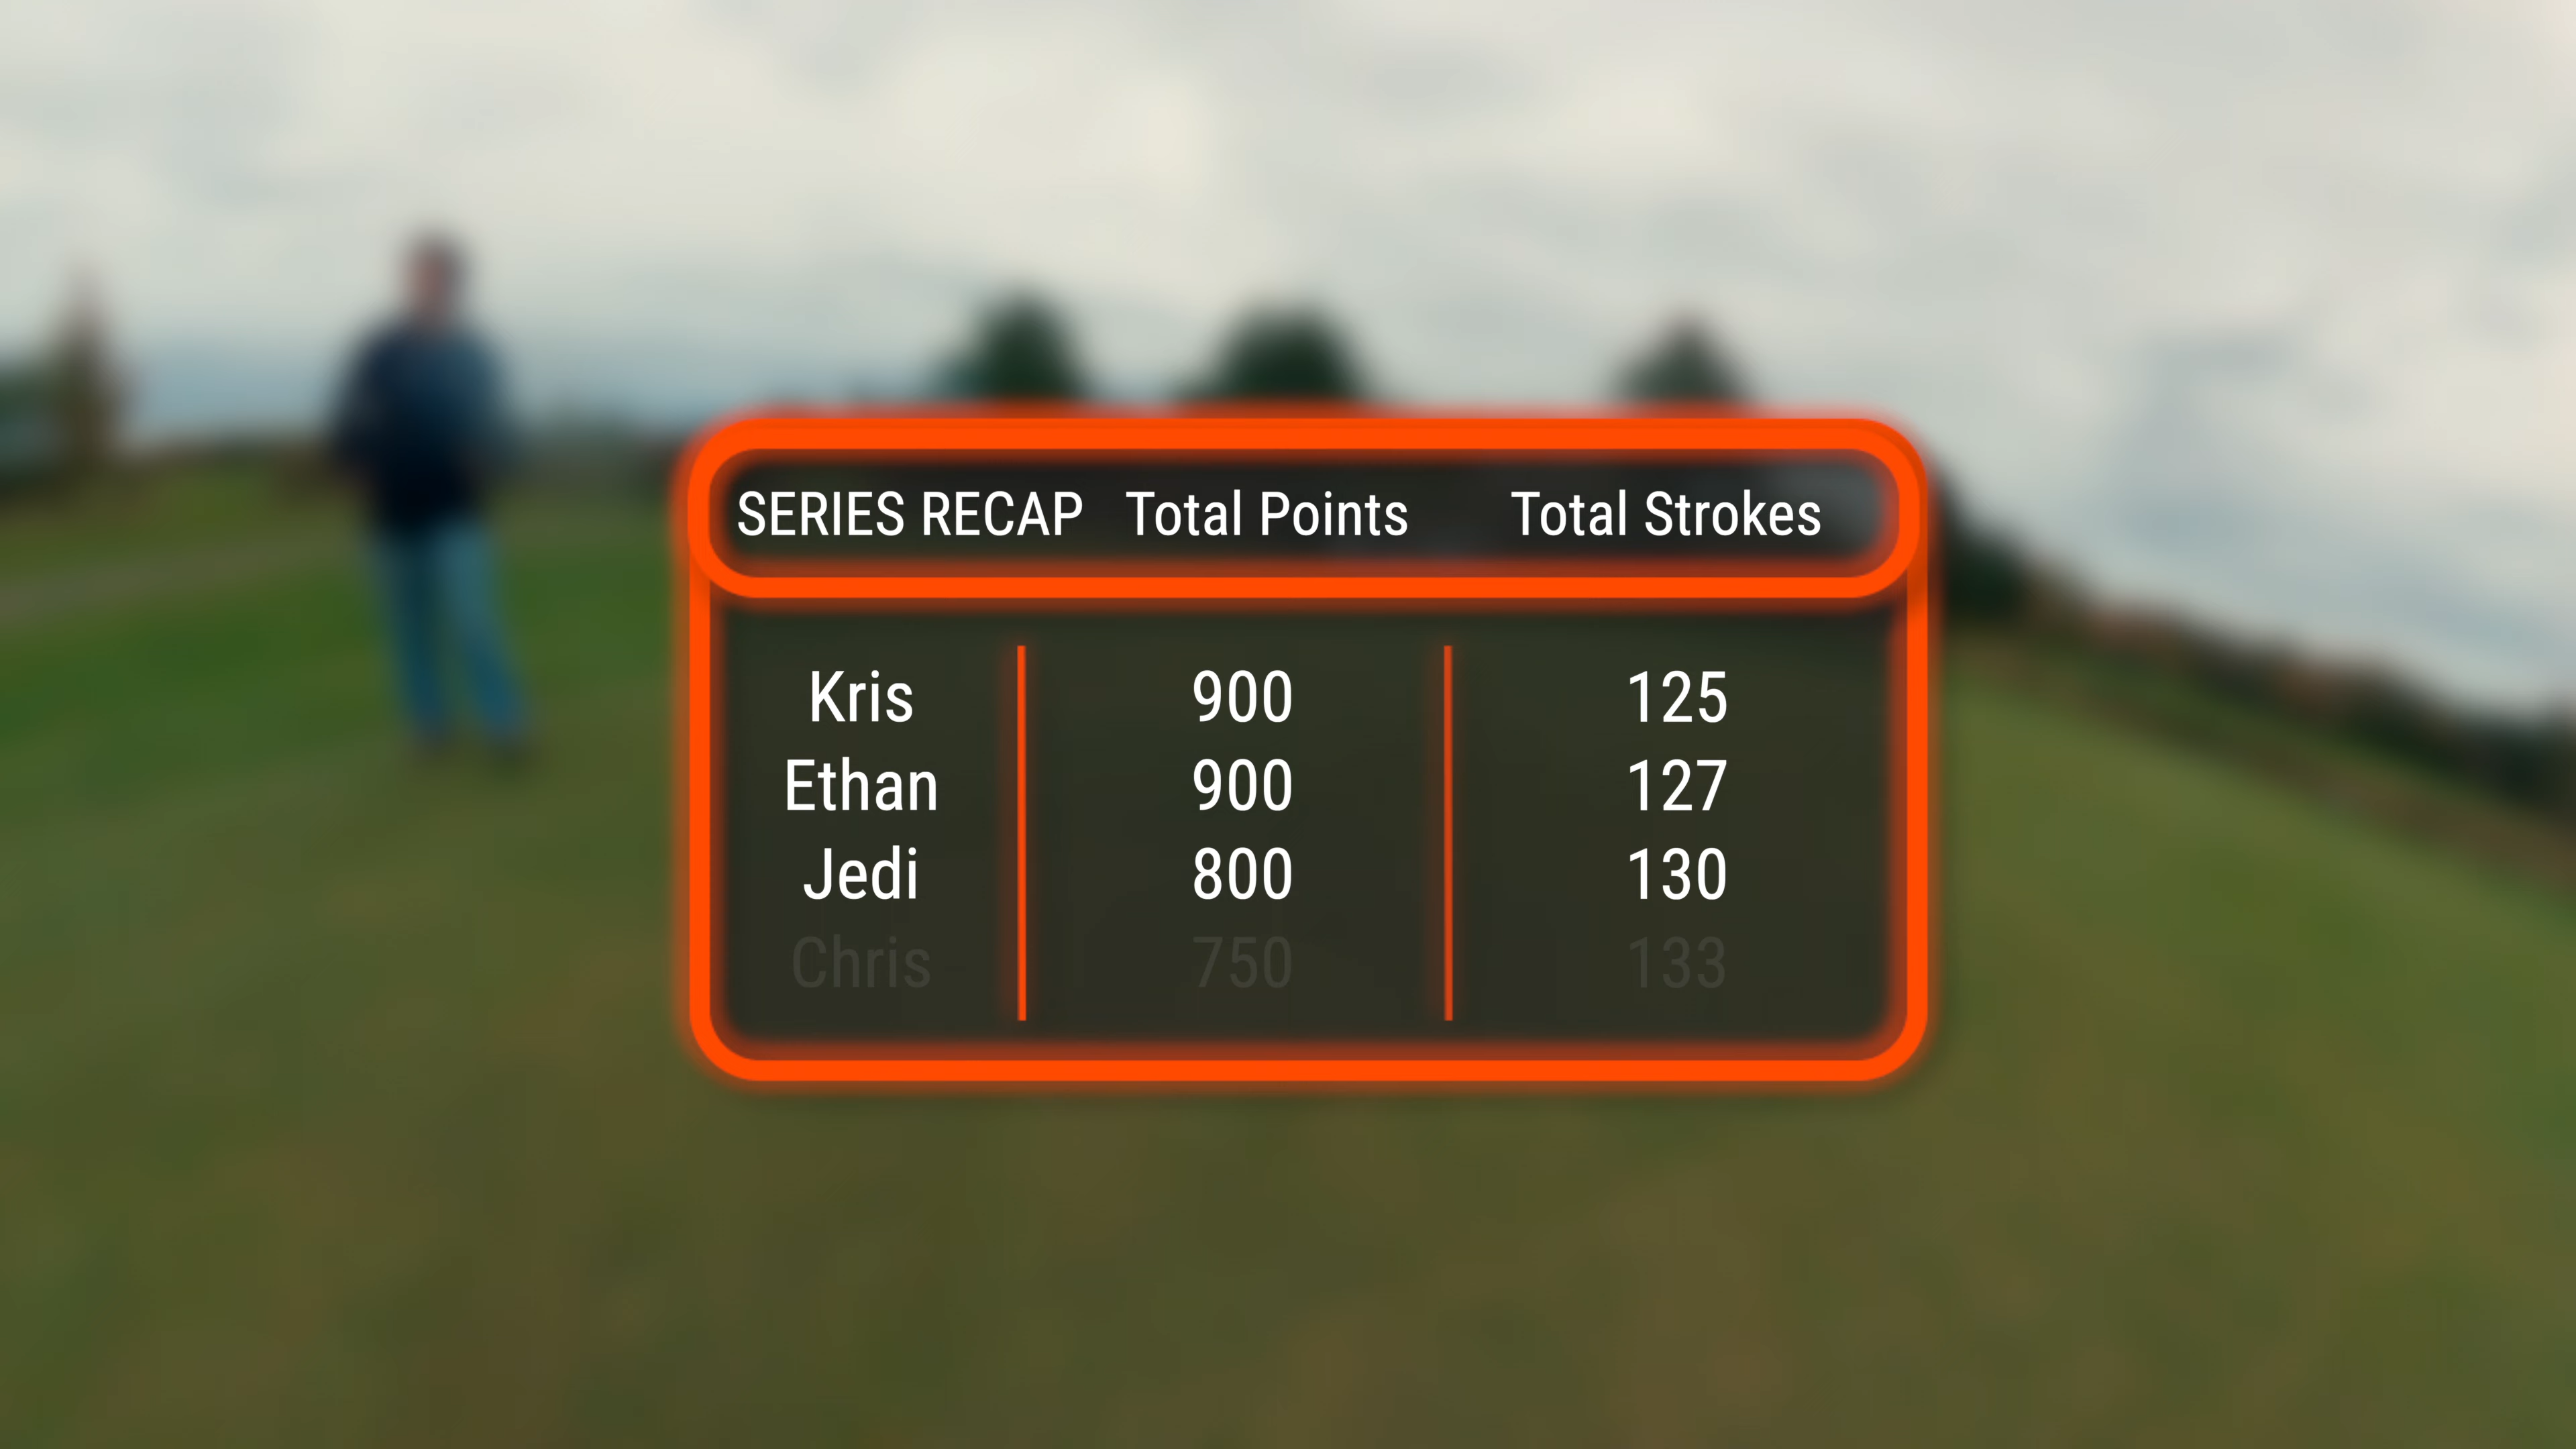 SERIES RECAP Total Points Total Strokes
Kris 900 125
Ethan 900 127
Jedi 800 130
Chris 750 133